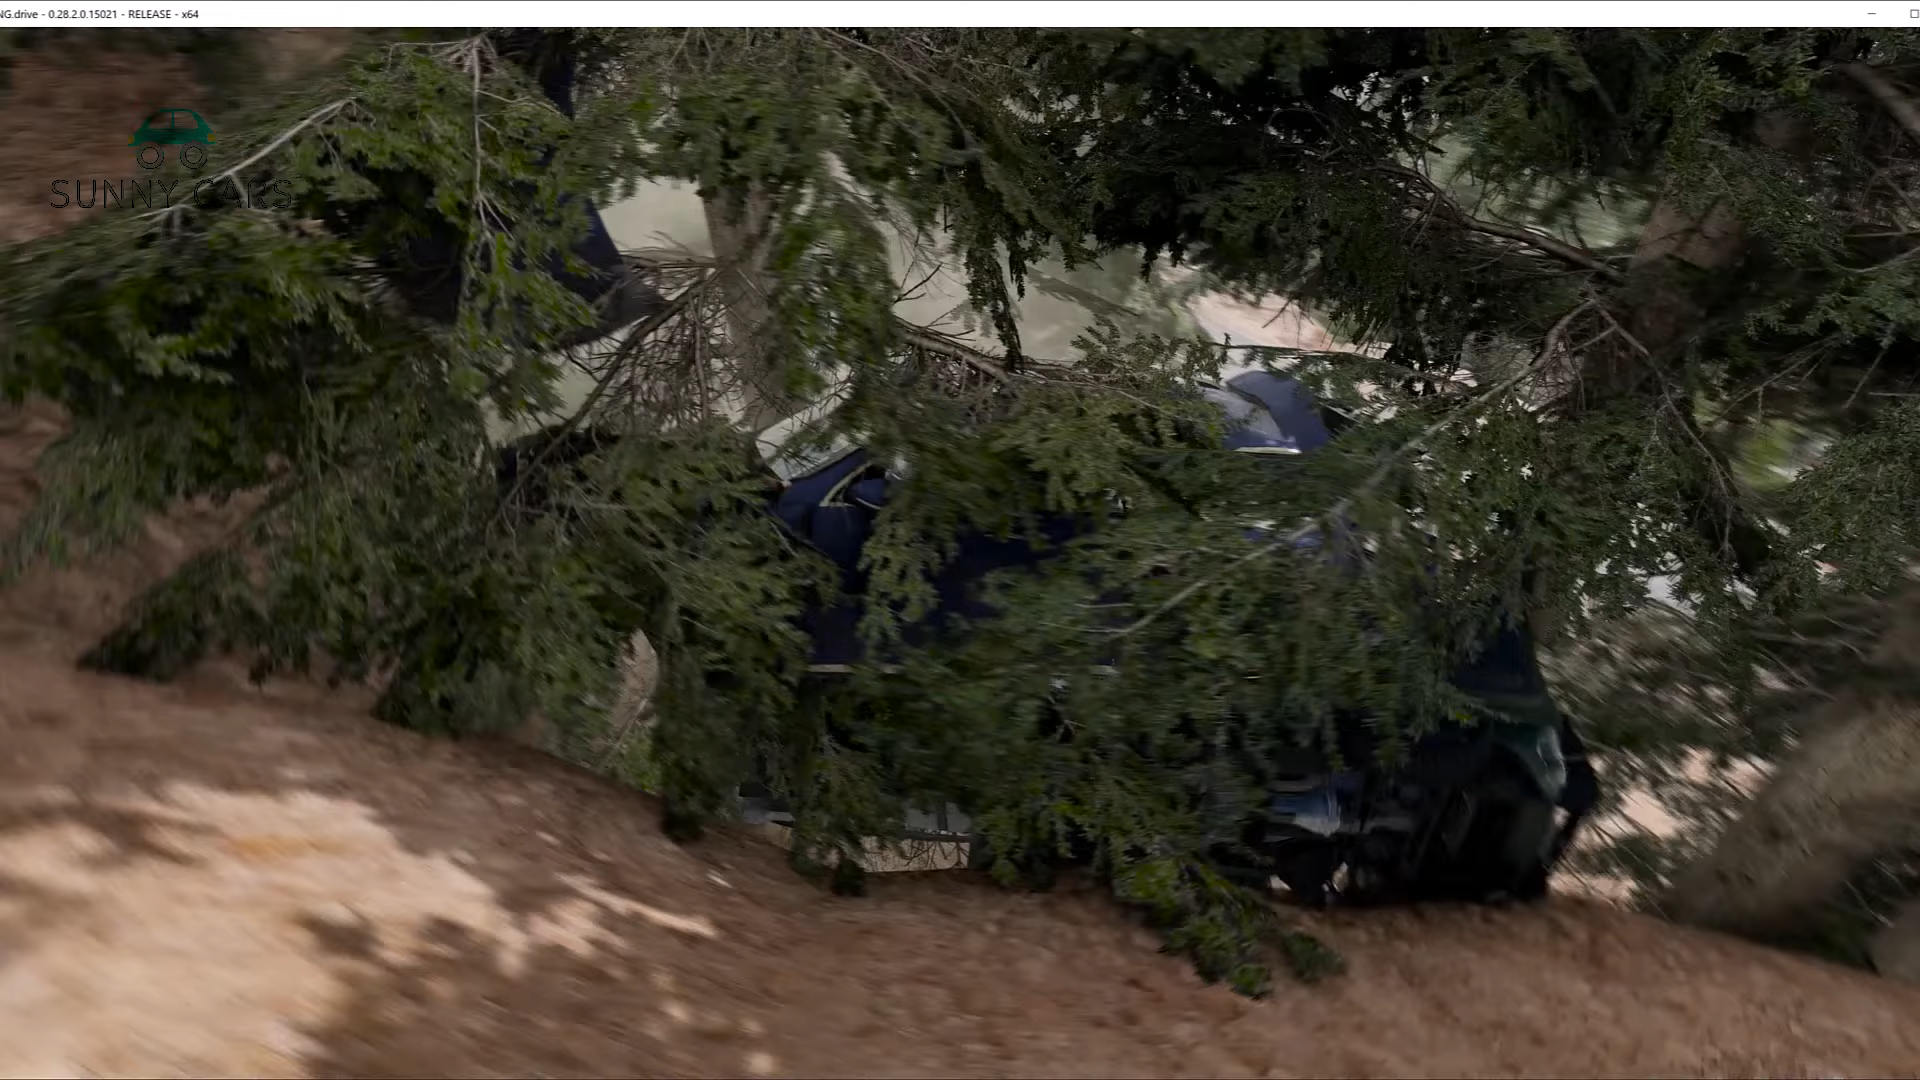 NG.drive - 0.28.2.0.15021 - RELEASE - x64
SUNNY CARS